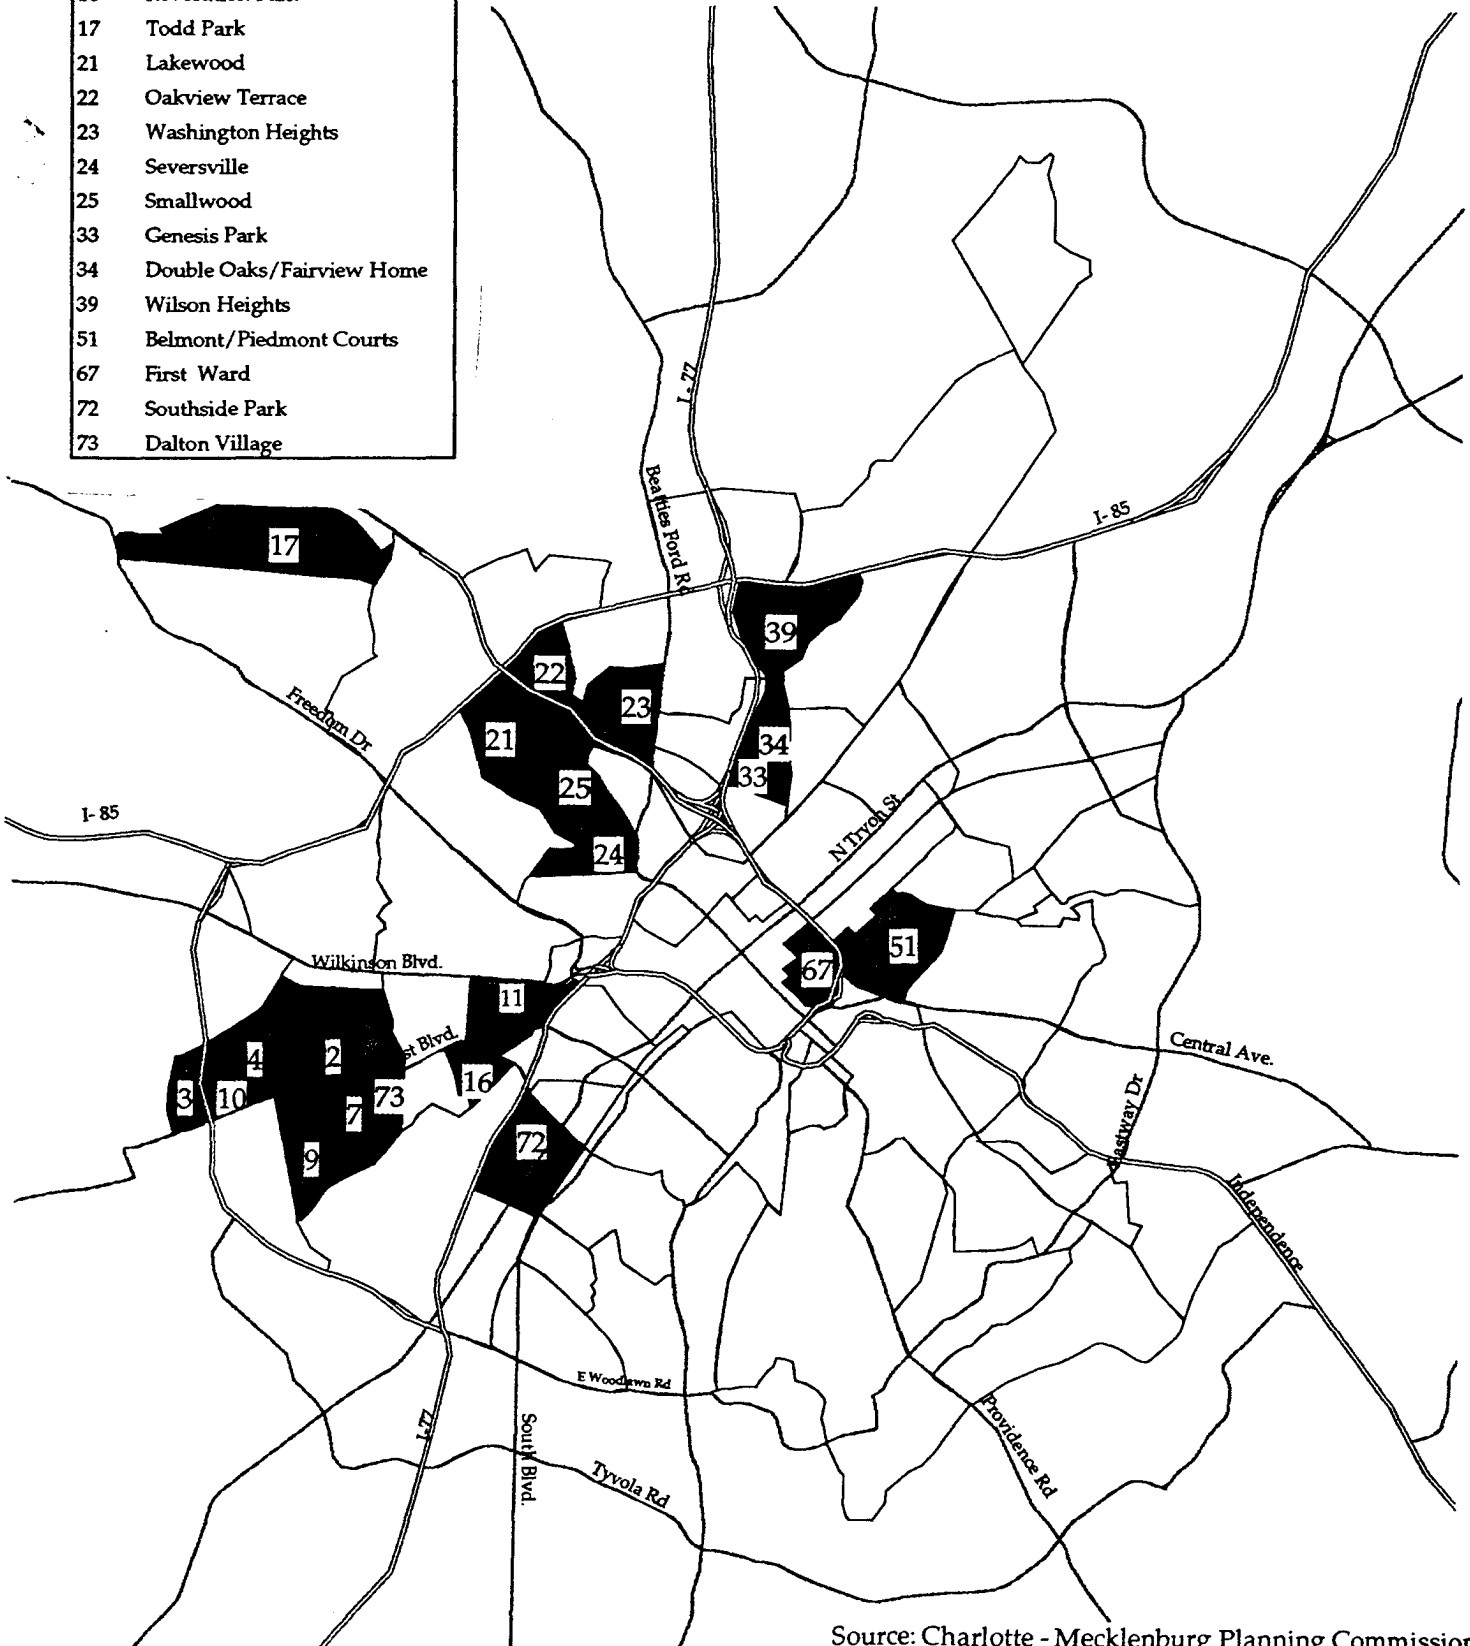 17 Todd Park
21 Lakewood
22 Oakview Terrace
23 Washington Heights
24 Seversville
25 Smallwood
33 Genesis Park
34 Double Oaks/Fairview Home
39 Wilson Heights
51 Belmont/Piedmont Courts
67 First Ward
72 Southside Park
73 Dalton Village
I-77
Beatties Ford Rd
I-85
17
39
22
23
21
34
33
25
Freedom Dr
I-85
N Tryon St
24
51
67
Wilkinson Blvd.
11
st Blvd.
4
2
16
3
10
73
7
9
72
Central Ave.
Eastway Dr
Independence
E Woodlawn Rd
I-77
South Blvd.
Tyvola Rd
Providence Rd
Source: Charlotte - Mecklenburg Planning Commission